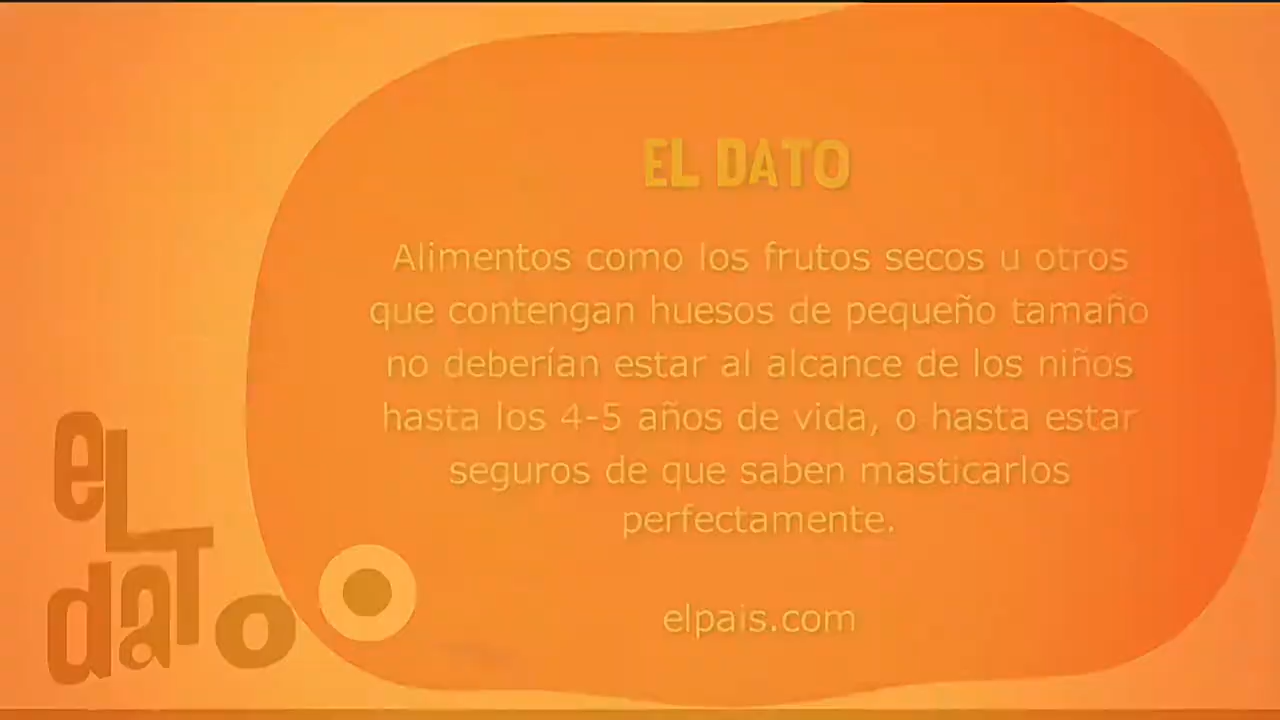 EL DATO
Alimentos como los frutos secos u otros
que contengan huesos de pequeño tamaño
no deberían estar al alcance de los niños
hasta los 4-5 años de vida, o hasta estar
seguros de que saben masticarlos
perfectamente.
elpais.com
eL
daTo